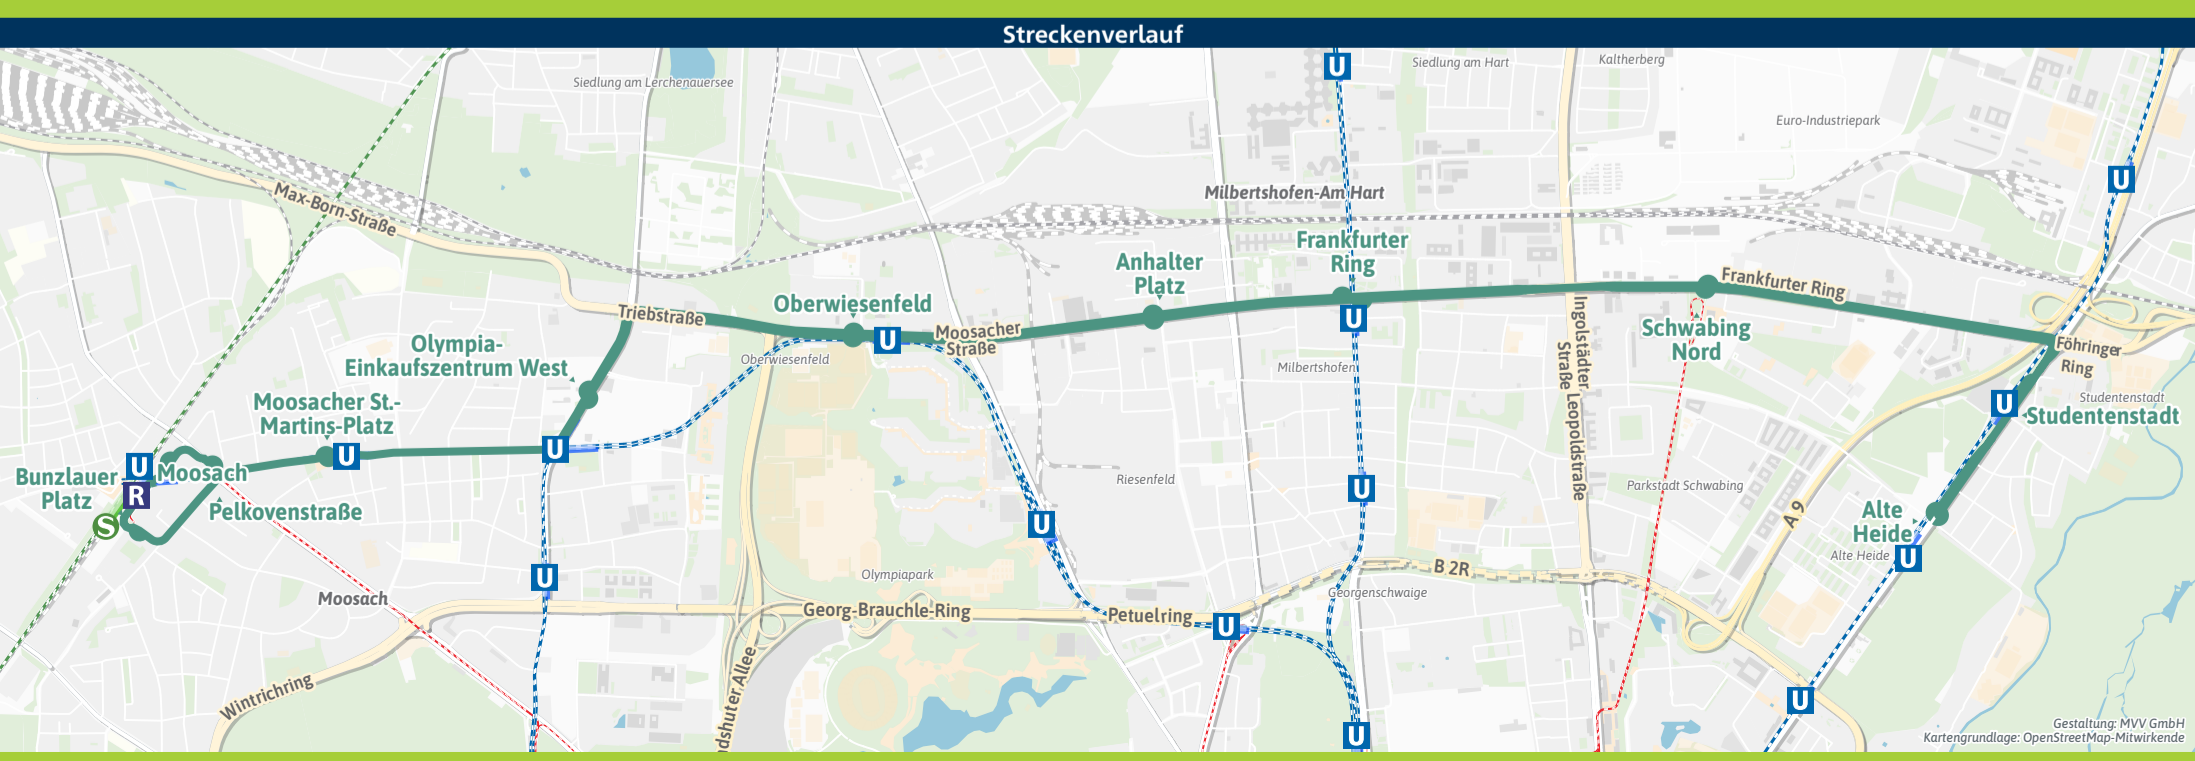 Streckenverlauf
U
Siedlung am Hart
Kaltherberg
Siedlung am Lerchenauersee
Euro-Industriepark
U
Max-Born-Straße
Milbertshofen-Am Hart
Frankfurter
Ring
Anhalter
Platz
Frankfurter Ring
Oberwiesenfeld
Triebstraße
U
Moosacher
Straße
U
Schwabing
Nord
Ingolstädter
Straße Leopoldstraße
Föhringer
Ring
Olympia-
Einkaufszentrum West
Oberwiesenfeld
Milbertshofen
Studentenstadt
U
Studentenstadt
Moosacher St.-
Martins-Platz
U
U
U
Moosach
Bunzlauer
Platz
R
S
Pelkovenstraße
Riesenfeld
U
Parkstadt Schwabing
A 9
Alte
Heide
Alte Heide
U
U
U
Olympiapark
B 2R
Georgenschwaige
Moosach
Georg-Brauchle-Ring
Petuelring
U
Wintrichring
dshuter Allee
U
U
Gestaltung: MVV GmbH
Kartengrundlage: OpenStreetMap-Mitwirkende